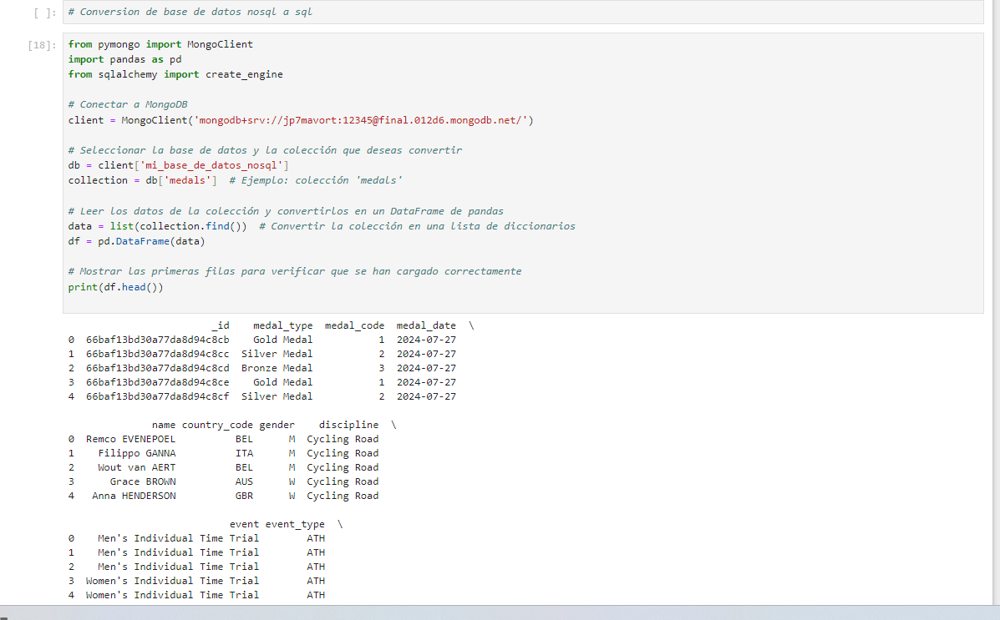 [ ]: # Conversion de base de datos nosql a sql
[18]: from pymongo import MongoClient
import pandas as pd
from sqlalchemy import create_engine
# Conectar a MongoDB
client = MongoClient('mongodb+srv://jp7mavort:12345@final.012d6.mongodb.net/')
# Seleccionar la base de datos y la colección que deseas convertir
db = client['mi_base_de_datos_nosql']
collection = db['medals']  # Ejemplo: colección 'medals'
# Leer los datos de la colección y convertirlos en un DataFrame de pandas
data = list(collection.find())  # Convertir la colección en una lista de diccionarios
df = pd.DataFrame(data)
# Mostrar las primeras filas para verificar que se han cargado correctamente
print(df.head())
_id medal_type medal_code medal_date \
0 66baf13bd30a77da8d94c8cb Gold Medal 1 2024-07-27
1 66baf13bd30a77da8d94c8cc Silver Medal 2 2024-07-27
2 66baf13bd30a77da8d94c8cd Bronze Medal 3 2024-07-27
3 66baf13bd30a77da8d94c8ce Gold Medal 1 2024-07-27
4 66baf13bd30a77da8d94c8cf Silver Medal 2 2024-07-27
name country_code gender discipline \
0 Remco EVENEPOEL BEL M Cycling Road
1 Filippo GANNA ITA M Cycling Road
2 Wout van AERT BEL M Cycling Road
3 Grace BROWN AUS W Cycling Road
4 Anna HENDERSON GBR W Cycling Road
event event_type \
0 Men's Individual Time Trial ATH
1 Men's Individual Time Trial ATH
2 Men's Individual Time Trial ATH
3 Women's Individual Time Trial ATH
4 Women's Individual Time Trial ATH